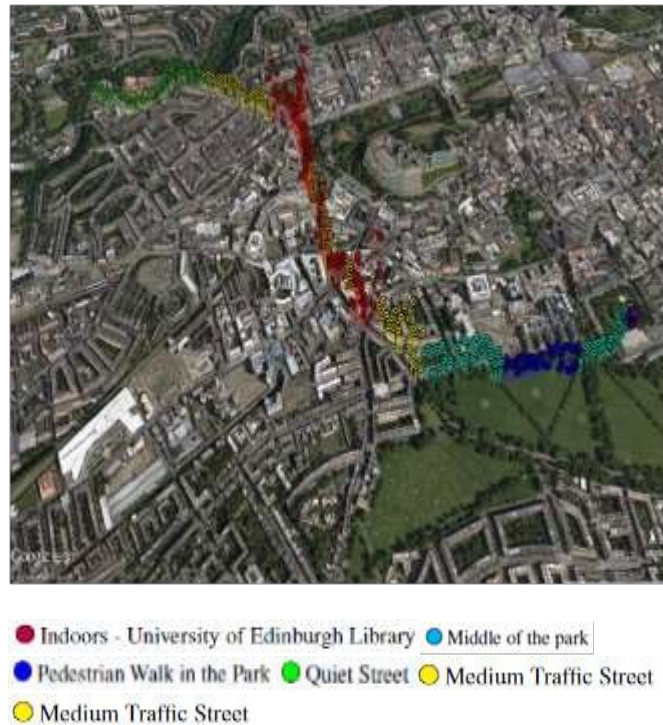 Indoors - University of Edinburgh Library Middle of the park
Pedestrian Walk in the Park Quiet Street Medium Traffic Street
Medium Traffic Street